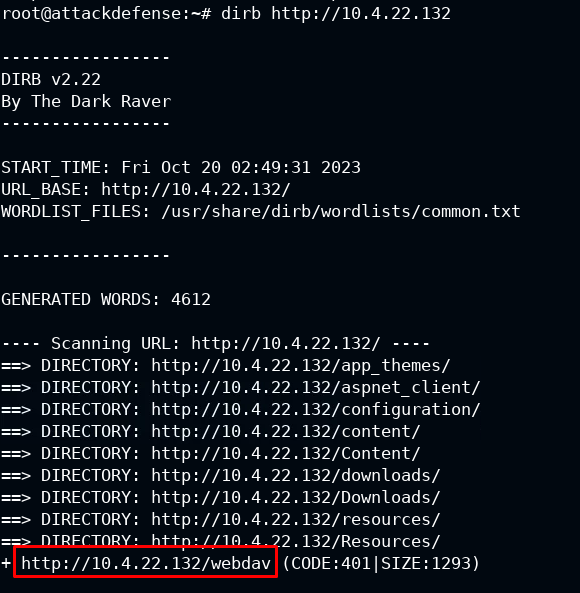 root@attackdefense:~# dirb http://10.4.22.132
-----------------
DIRB v2.22
By The Dark Raver
-----------------
START_TIME: Fri Oct 20 02:49:31 2023
URL_BASE: http://10.4.22.132/
WORDLIST_FILES: /usr/share/dirb/wordlists/common.txt
-----------------
GENERATED WORDS: 4612
---- Scanning URL: http://10.4.22.132/ ----
==> DIRECTORY: http://10.4.22.132/app_themes/
==> DIRECTORY: http://10.4.22.132/aspnet_client/
==> DIRECTORY: http://10.4.22.132/configuration/
==> DIRECTORY: http://10.4.22.132/content/
==> DIRECTORY: http://10.4.22.132/Content/
==> DIRECTORY: http://10.4.22.132/downloads/
==> DIRECTORY: http://10.4.22.132/Downloads/
==> DIRECTORY: http://10.4.22.132/resources/
==> DIRECTORY: http://10.4.22.132/Resources/
+ http://10.4.22.132/webdav (CODE:401|SIZE:1293)